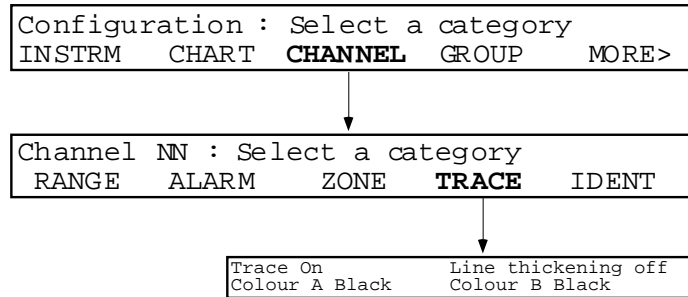 Configuration : Select a category
INSTRM CHART CHANNEL GROUP MORE>
Channel NN : Select a category
RANGE ALARM ZONE TRACE IDENT
Trace On Line thickening off
Colour A Black Colour B Black